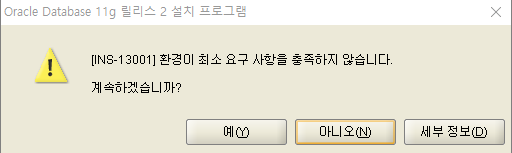 Oracle Database 11g 릴리스 2 설치 프로그램
[INS-13001] 환경이 최소 요구 사항을 충족하지 않습니다.
계속하겠습니까?
예(Y) 아니오(N) 세부 정보(D)